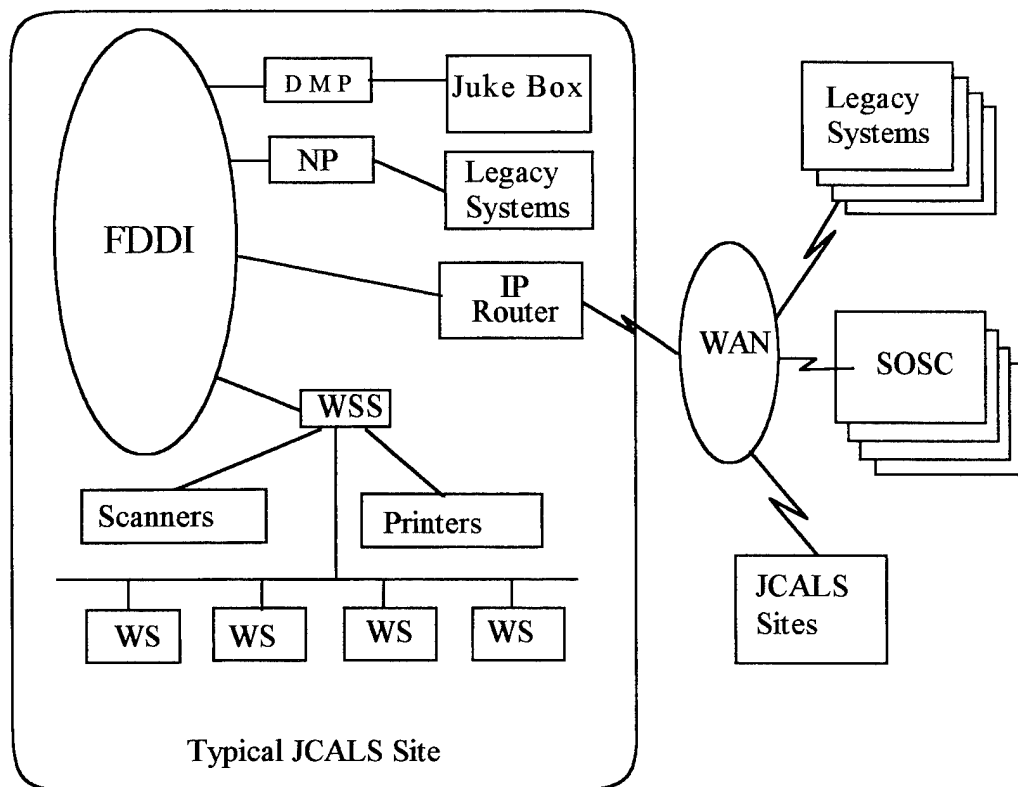 DMP
Juke Box
NP
Legacy
Systems
FDDI
IP
Router
WSS
Scanners
Printers
WS
WS
WS
WS
Typical JCALS Site
Legacy
Systems
WAN
SOSC
JCALS
Sites